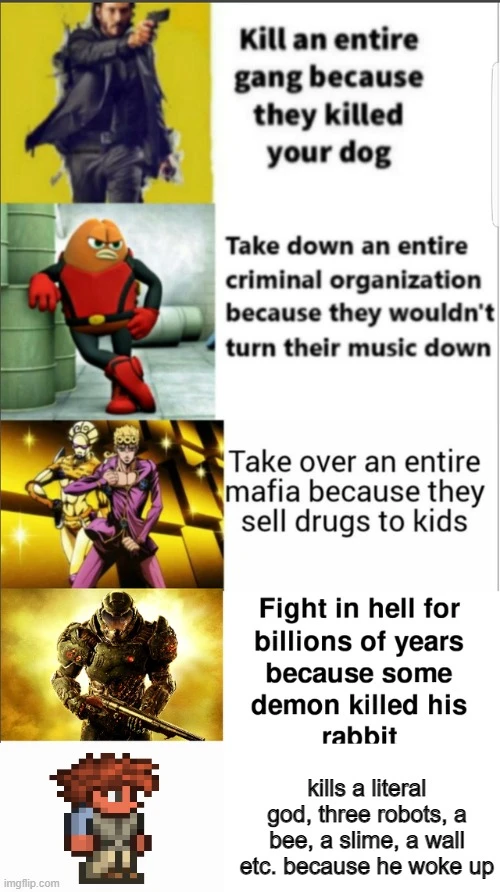 Kill an entire
gang because
they killed
your dog
Take down an entire
criminal organization
because they wouldn't
turn their music down
Take over an entire
mafia because they
sell drugs to kids
Fight in hell for
billions of years
because some
demon killed his
rabbit
kills a literal
god, three robots, a
bee, a slime, a wall
etc. because he woke up
imgflip.com